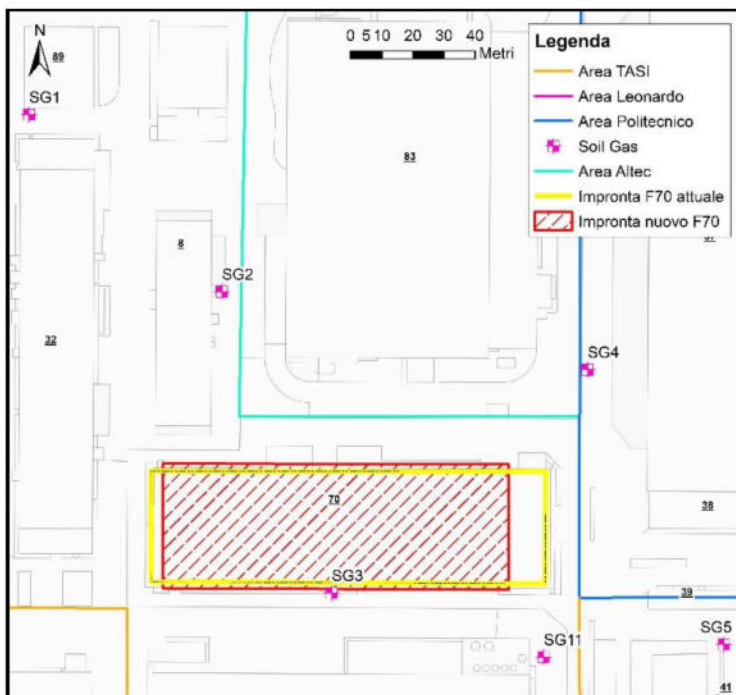 N
0 5 10 20 30 40
Metri
89
SG1
Legenda
Area TASI
Area Leonardo
Area Politecnico
Soil Gas
Area Altec
Impronta F70 attuale
Impronta nuovo F70
83
8
SG2
32
SG4
70
38
SG3
39
SG11
SG5
41